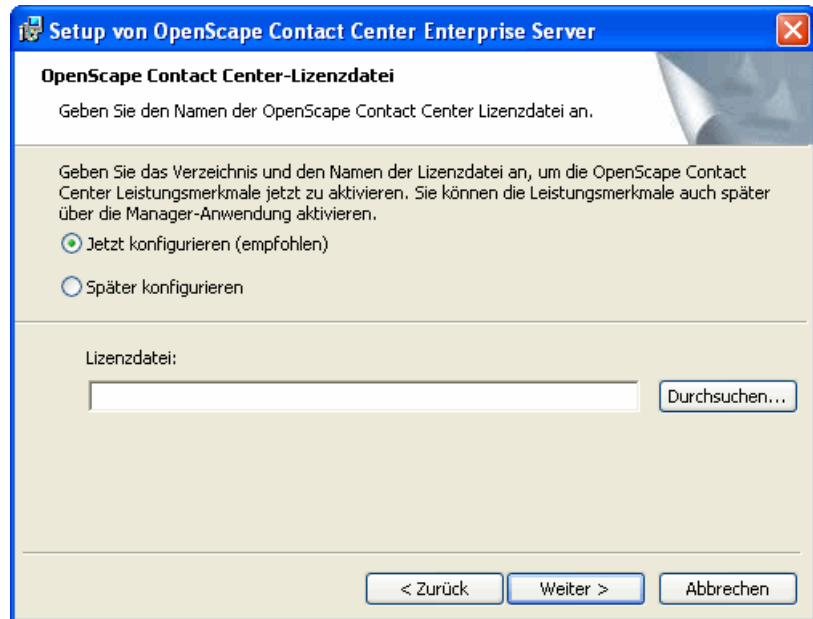 Setup von OpenScape Contact Center Enterprise Server
OpenScape Contact Center-Lizenzdatei
Geben Sie den Namen der OpenScape Contact Center Lizenzdatei an.
Geben Sie das Verzeichnis und den Namen der Lizenzdatei an, um die OpenScape Contact
Center Leistungsmerkmale jetzt zu aktivieren. Sie können die Leistungsmerkmale auch später
über die Manager-Anwendung aktivieren.
Jetzt konfigurieren (empfohlen)
Später konfigurieren
Lizenzdatei:
Durchsuchen...
< Zurück
Weiter >
Abbrechen